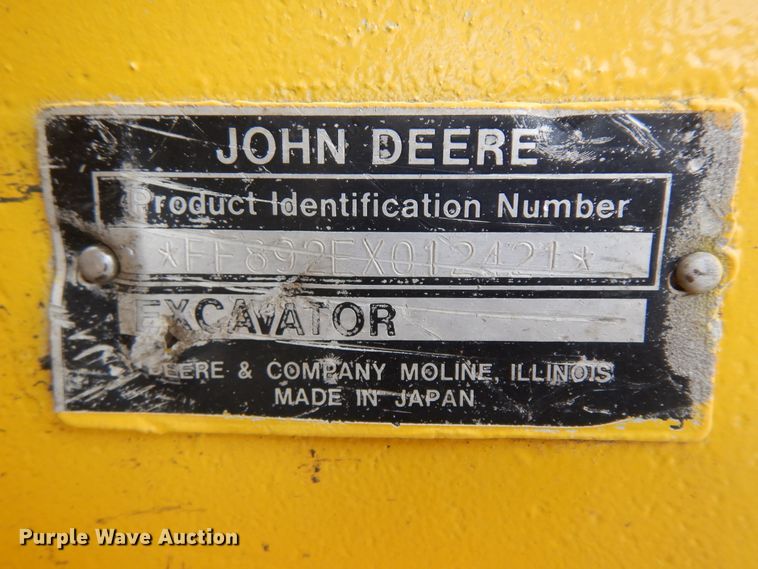 JOHN DEERE
Product Identification Number
*FF892EX012421*
EXCAVATOR
DEERE & COMPANY MOLINE, ILLINOIS
MADE IN JAPAN
Purple Wave Auction